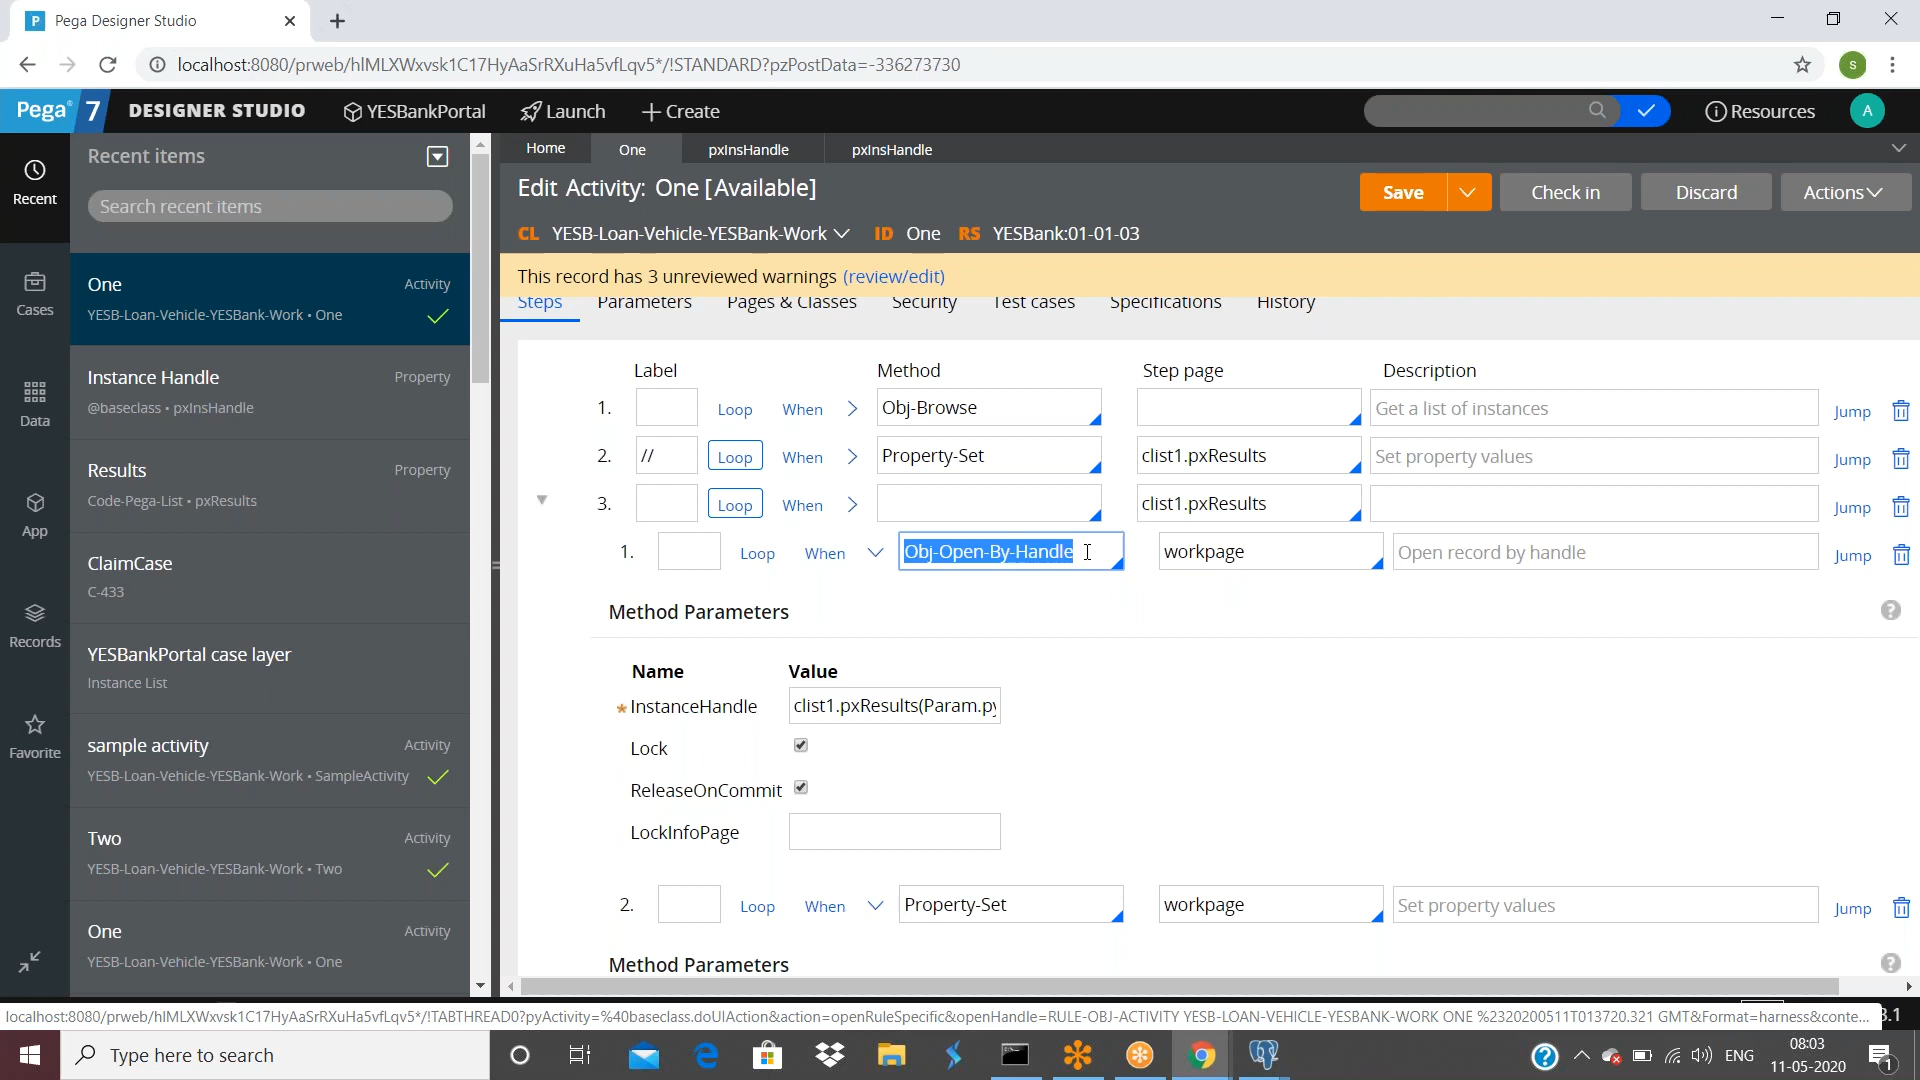 Pega Designer Studio
localhost:8080/prweb/hIMLXWxvsk1C17HyAaSrRXuHa5vfLqv5*/!STANDARD?pzPostData=-336273730
S
Pega 7 DESIGNER STUDIO YESBankPortal Launch Create Resources A
Recent items
Search recent items
Recent
Cases
Data
App
Records
Favorite
One Activity
YESB-Loan-Vehicle-YESBank-Work • One
Instance Handle Property
@baseclass • pxInsHandle
Results Property
Code-Pega-List • pxResults
ClaimCase
C-433
YESBankPortal case layer
Instance List
sample activity Activity
YESB-Loan-Vehicle-YESBank-Work • SampleActivity
Two Activity
YESB-Loan-Vehicle-YESBank-Work • Two
One Activity
YESB-Loan-Vehicle-YESBank-Work • One
Home One pxInsHandle pxInsHandle
Edit Activity: One [Available]
Save Check in Discard Actions
CL YESB-Loan-Vehicle-YESBank-Work ID One RS YESBank:01-01-03
This record has 3 unreviewed warnings (review/edit)
Steps Parameters Pages & Classes Security Test cases Specifications History
Label Method Step page Description
1. Loop When Obj-Browse Get a list of instances Jump
2. // Loop When Property-Set clist1.pxResults Set property values Jump
3. Loop When clist1.pxResults Jump
1. Loop When Obj-Open-By-Handle workpage Open record by handle Jump
Method Parameters
Name Value
InstanceHandle clist1.pxResults(Param.py
Lock
ReleaseOnCommit
LockInfoPage
2. Loop When Property-Set workpage Set property values Jump
Method Parameters
localhost:8080/prweb/hIMLXWxvsk1C17HyAaSrRXuHa5vfLqv5*/!TABTHREAD0?pyActivity=%40baseclass.doUIAction&action=openRuleSpecific&openHandle=RULE-OBJ-ACTIVITY YESB-LOAN-VEHICLE-YESBANK-WORK ONE %2320200511T013720.321 GMT&Format=harness&conte... 3.1
Type here to search
ENG
08:03
11-05-2020
1